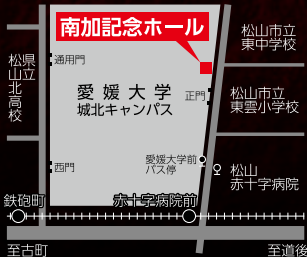 南加記念ホール
松山市立
東中学校
通用門
松山北高校
県立
愛媛大学
城北キャンパス
正門
松山市立
東雲小学校
西門
愛媛大学前
バス停
松山
赤十字病院
鉄砲町
赤十字病院前
至古町
至道後